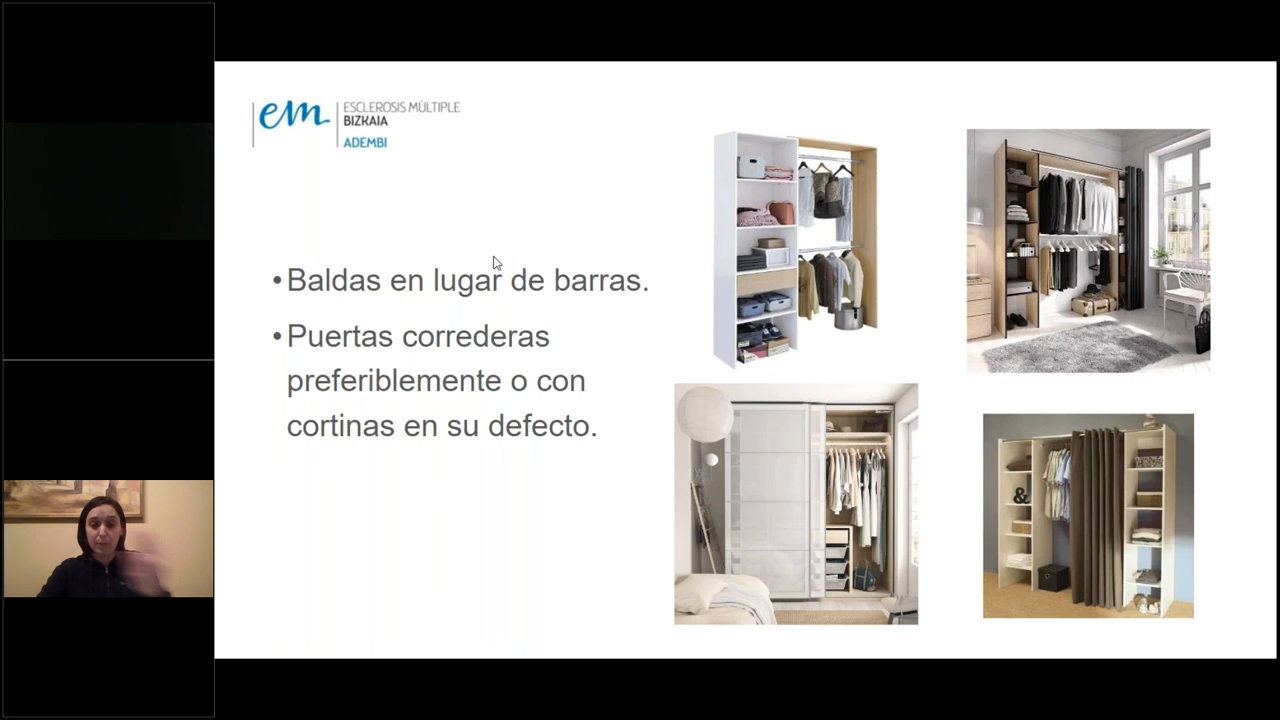 em
ESCLEROSIS MÚLTIPLE
BIZKAIA
ADEMBI
•Baldas en lugar de barras.
•Puertas correderas
preferiblemente o con
cortinas en su defecto.
&